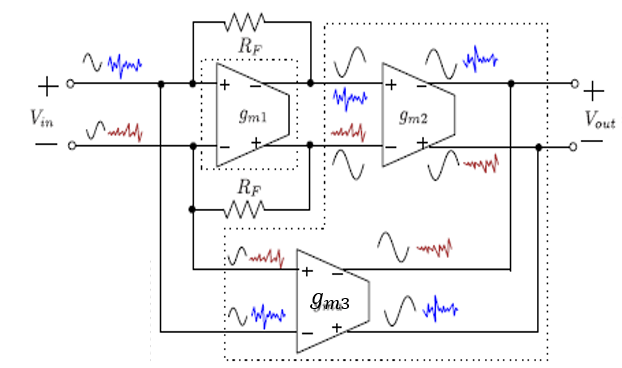 R_F
+ + − + − +
V_in g_m1 g_m2 V_out
− − + − + −
R_F
+ −
g_m3
− +